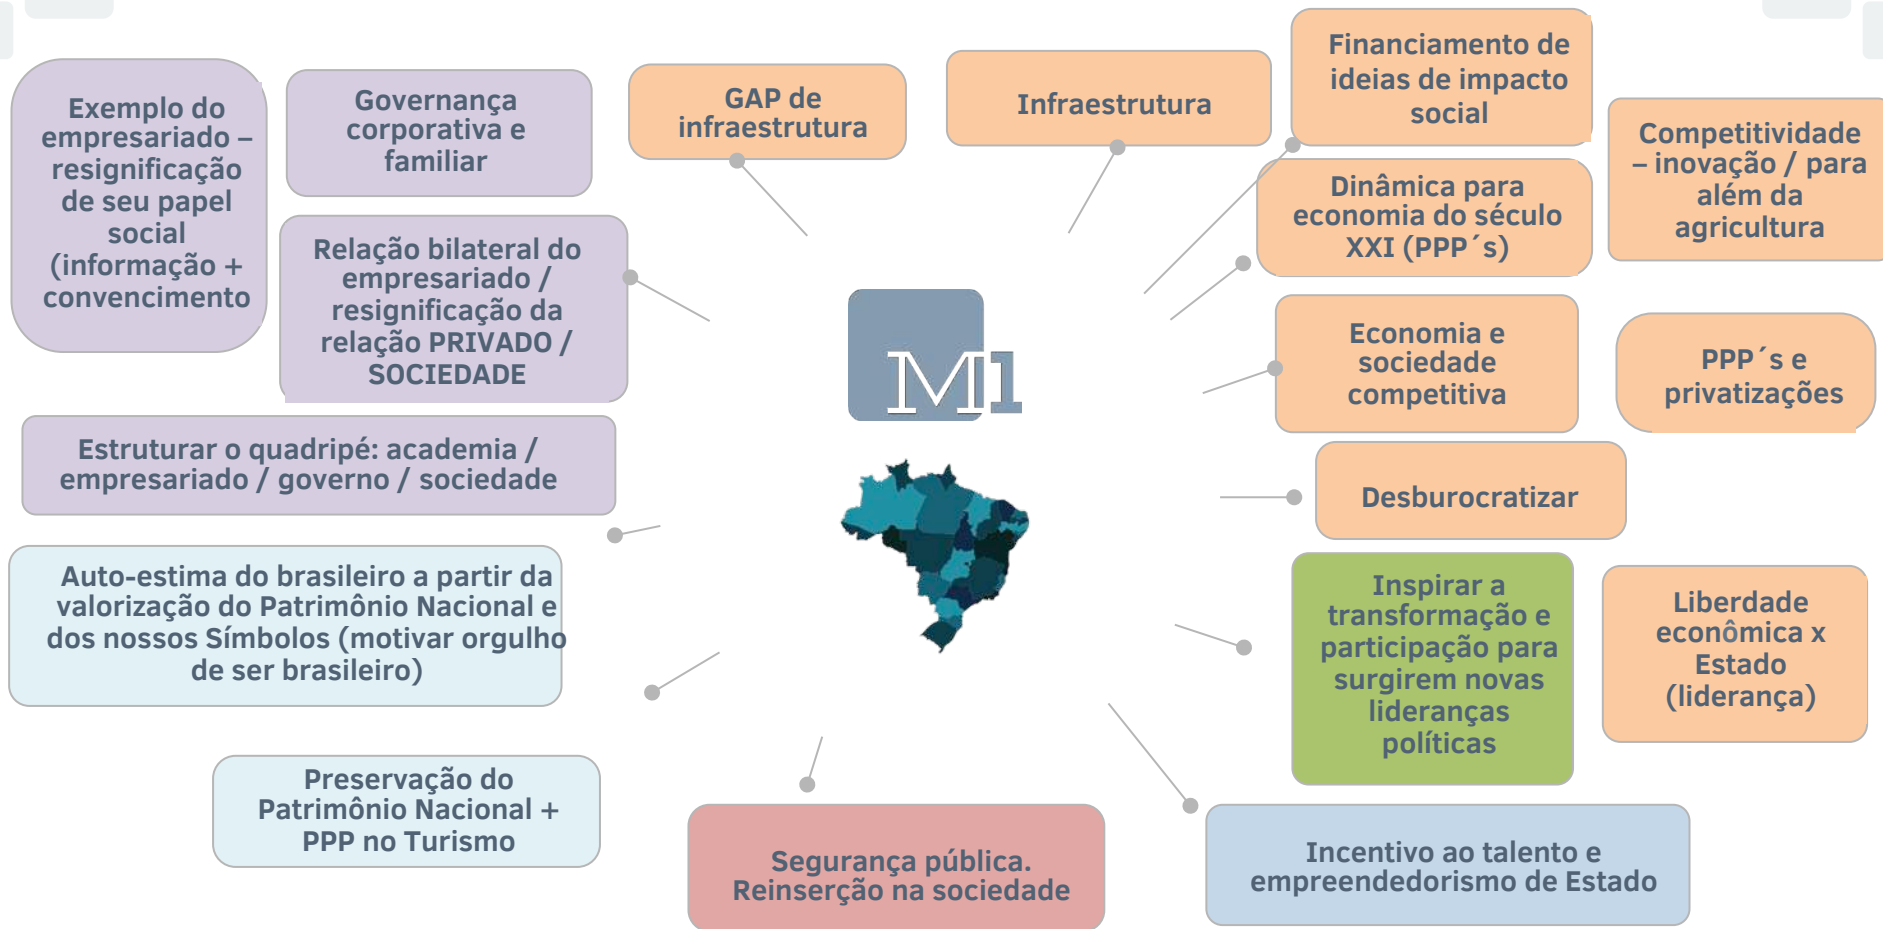 Exemplo do
empresariado –
resignificação
de seu papel
social
(informação +
convencimento
Governança
corporativa e
familiar
GAP de
infraestrutura
Infraestrutura
Financiamento de
ideias de impacto
social
Competitividade
– inovação / para
além da
agricultura
Dinâmica para
economia do século
XXI (PPP´s)
Relação bilateral do
empresariado /
resignificação da
relação PRIVADO /
SOCIEDADE
M1
Economia e
sociedade
competitiva
PPP´s e
privatizações
Estruturar o quadripé: academia /
empresariado / governo / sociedade
Desburocratizar
Auto-estima do brasileiro a partir da
valorização do Patrimônio Nacional e
dos nossos Símbolos (motivar orgulho
de ser brasileiro)
Inspirar a
transformação e
participação para
surgirem novas
lideranças
políticas
Liberdade
econômica x
Estado
(liderança)
Preservação do
Patrimônio Nacional +
PPP no Turismo
Segurança pública.
Reinserção na sociedade
Incentivo ao talento e
empreendedorismo de Estado